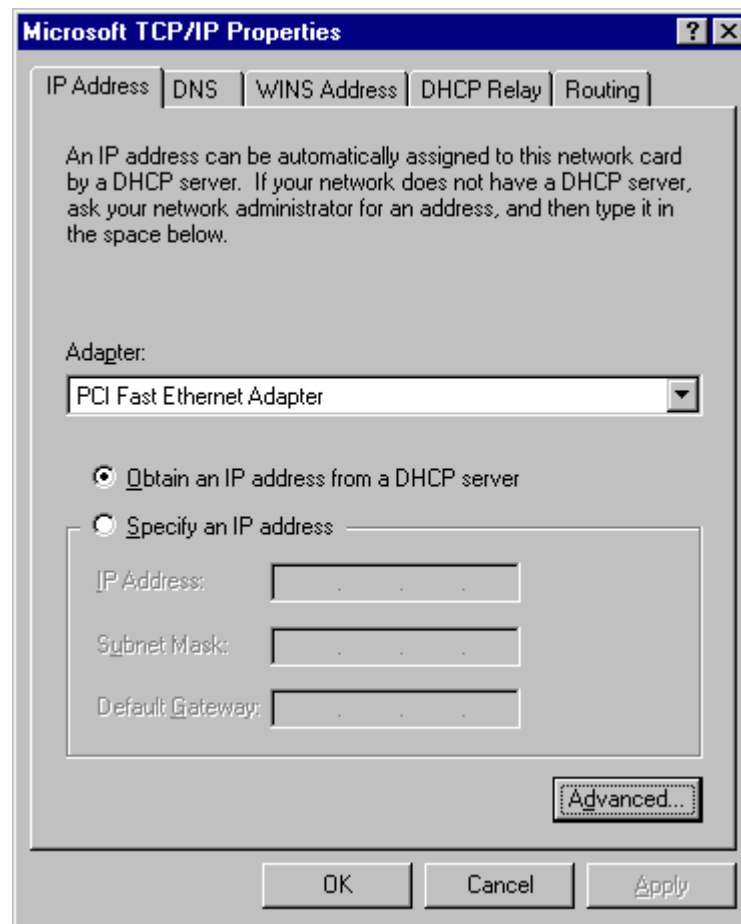 Microsoft TCP/IP Properties
IP Address DNS WINS Address DHCP Relay Routing
An IP address can be automatically assigned to this network card
by a DHCP server. If your network does not have a DHCP server,
ask your network administrator for an address, and then type it in
the space below.
Adapter:
PCI Fast Ethernet Adapter
Obtain an IP address from a DHCP server
Specify an IP address
IP Address:
Subnet Mask:
Default Gateway:
Advanced...
OK Cancel Apply